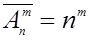 $\overline{A_n^m} = n^m$